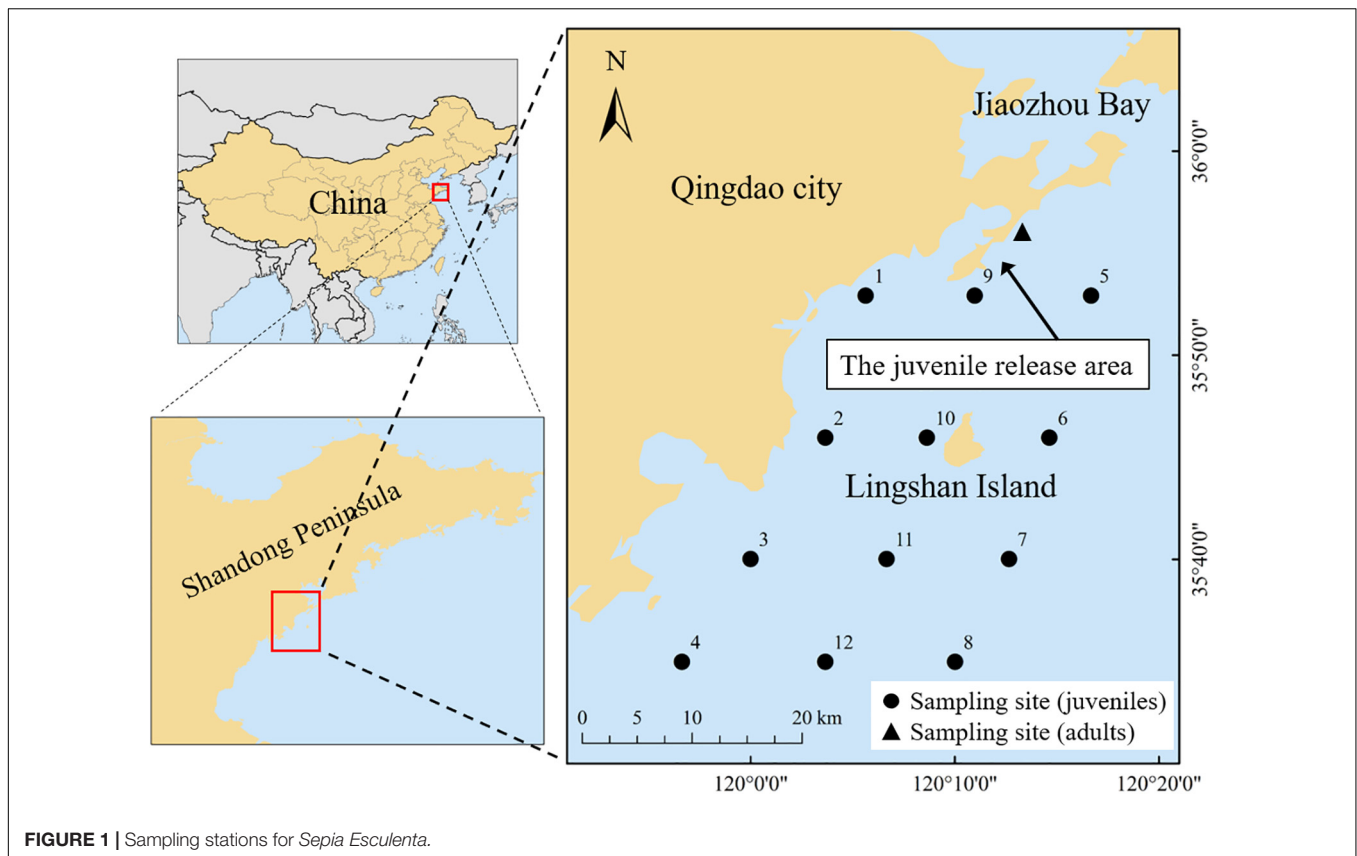 China
Shandong Peninsula
N
Jiaozhou Bay
Qingdao city
1
9
5
The juvenile release area
2
10
6
Lingshan Island
3
11
7
4
12
8
0 5 10 20 km
Sampling site (juveniles)
Sampling site (adults)
36°0'0"
35°50'0"
35°40'0"
120°0'0" 120°10'0" 120°20'0"
FIGURE 1 | Sampling stations for Sepia Esculenta.